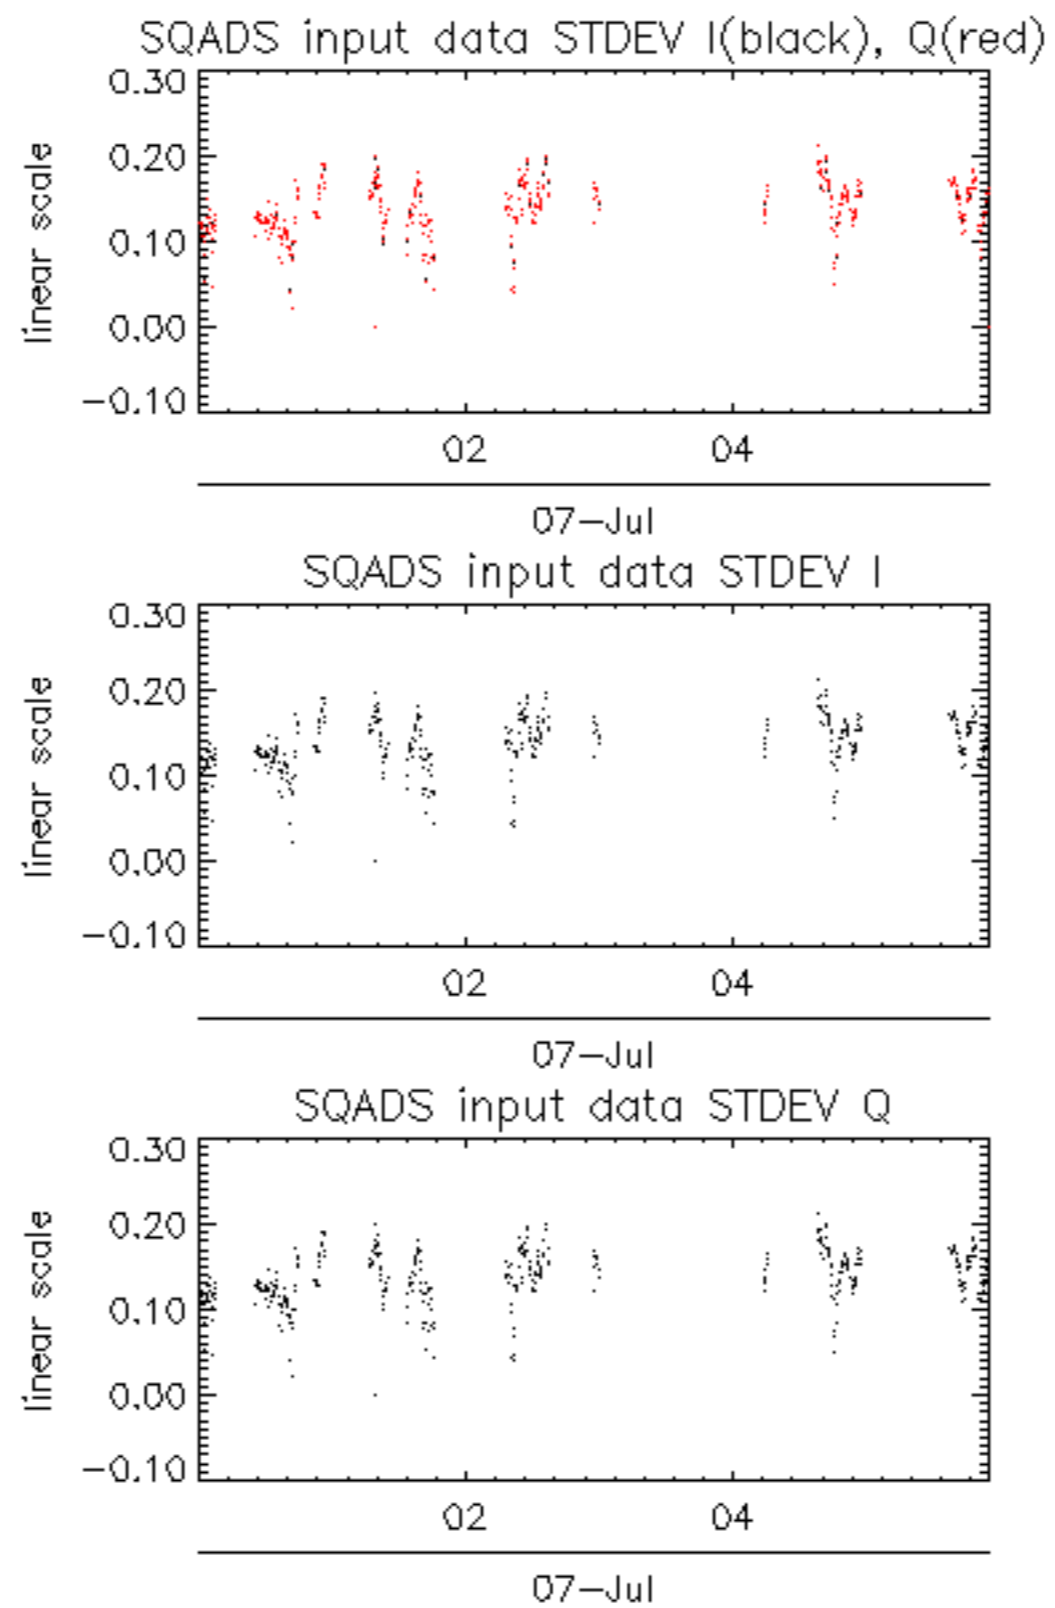 SQADS input data STDEV I(black), Q(red)
0.30
0.20
0.10
0.00
-0.10
linear scale
02 04
07-Jul
SQADS input data STDEV I
0.30
0.20
0.10
0.00
-0.10
linear scale
02 04
07-Jul
SQADS input data STDEV Q
0.30
0.20
0.10
0.00
-0.10
linear scale
02 04
07-Jul